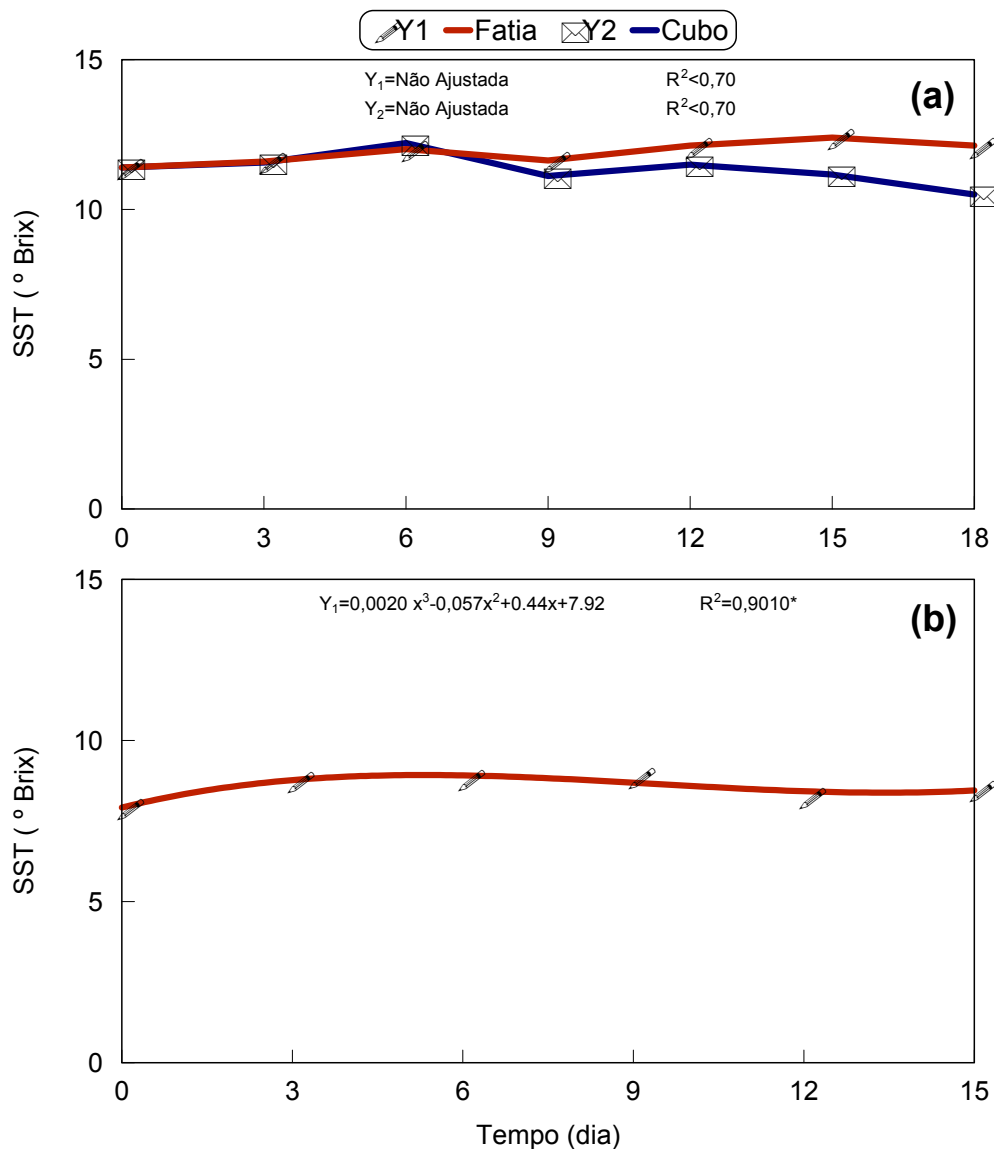 Y1 Fatia Y2 Cubo
15
10
5
0
SST ( º Brix)
Y₁=Não Ajustada R²<0,70
Y₂=Não Ajustada R²<0,70
(a)
0 3 6 9 12 15 18
15
10
5
0
SST ( º Brix)
Y₁=0,0020 x³-0,057x²+0.44x+7.92 R²=0,9010*
(b)
0 3 6 9 12 15
Tempo (dia)